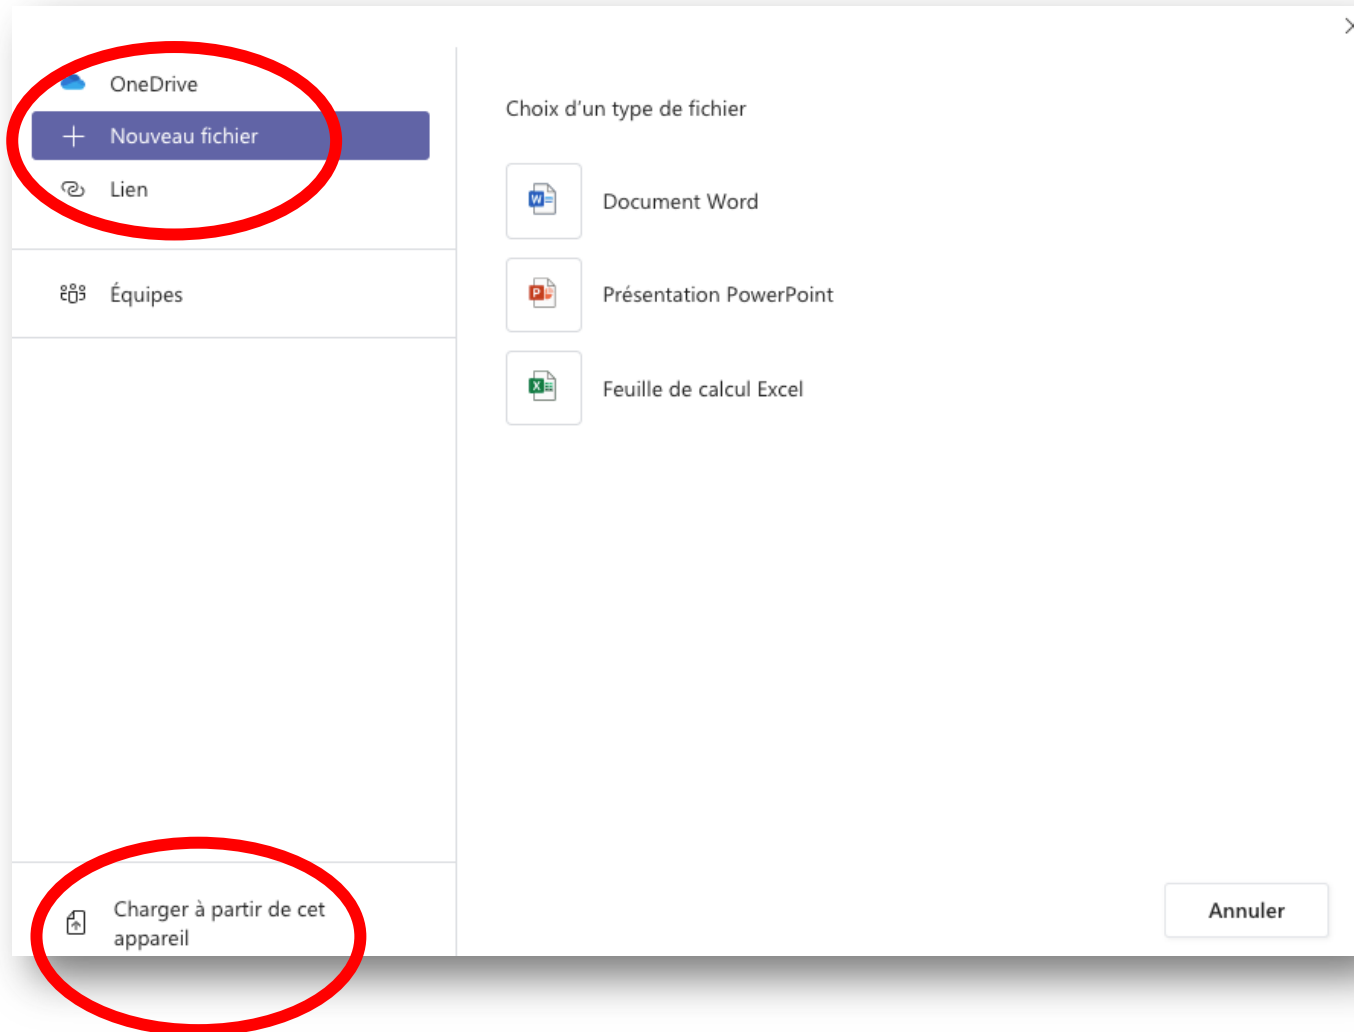 OneDrive
Nouveau fichier
Lien
Équipes
Charger à partir de cet
appareil
Choix d’un type de fichier
Document Word
Présentation PowerPoint
Feuille de calcul Excel
Annuler